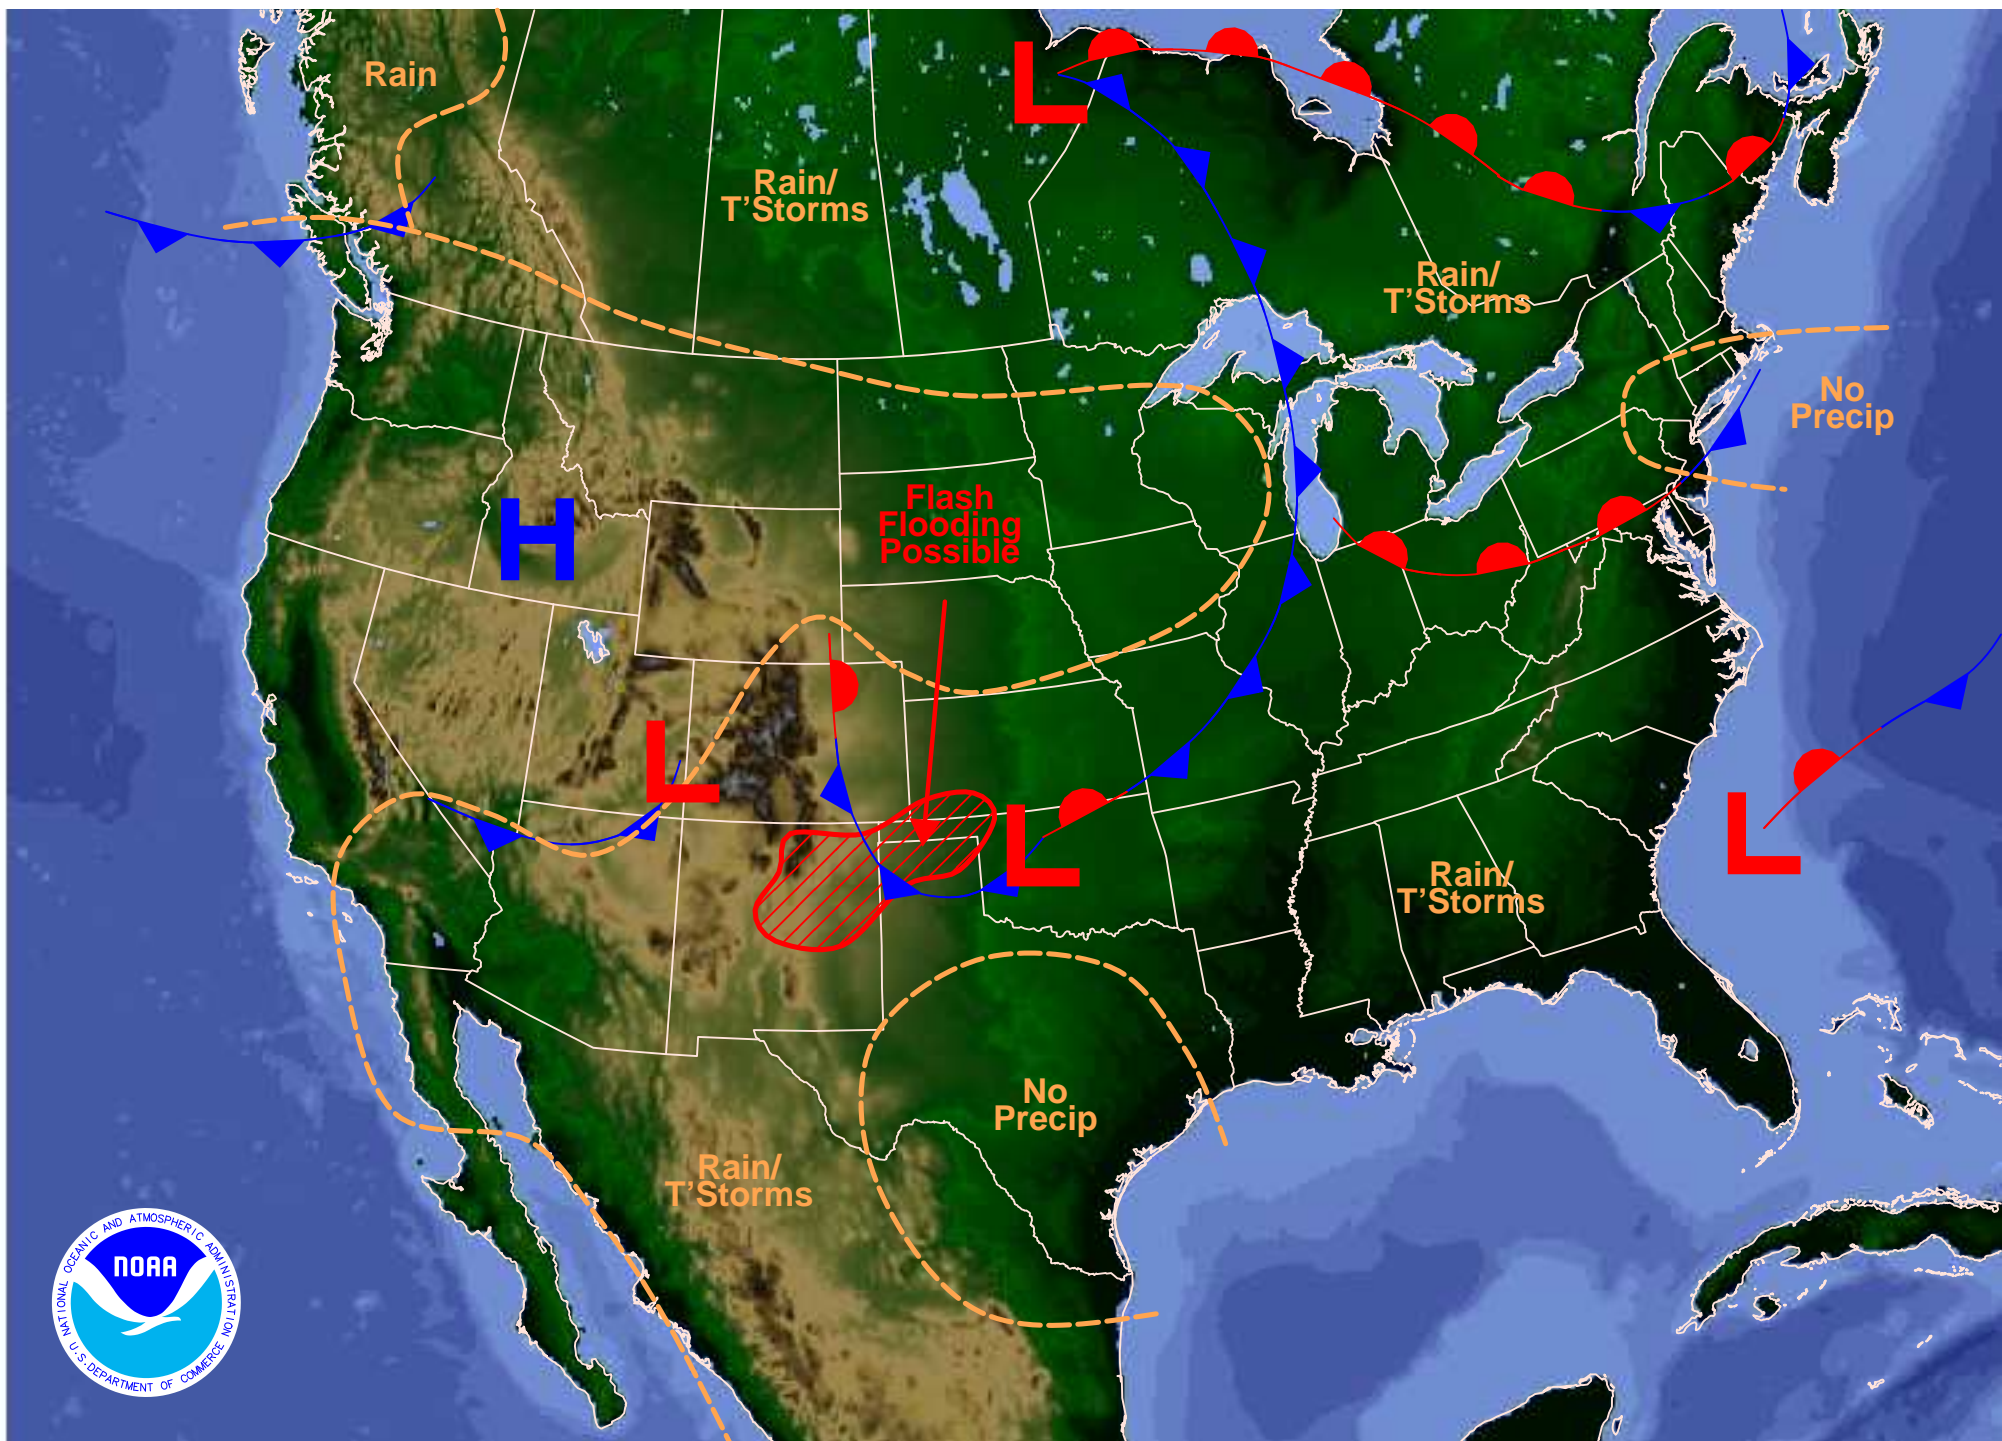 Rain
L
Rain/
T'Storms
Rain/
T'Storms
No
Precip
H
Flash
Flooding
Possible
L
L
L
Rain/
T'Storms
No
Precip
Rain/
T'Storms
NATIONAL OCEANIC AND ATMOSPHERIC ADMINISTRATION
NOAA
U.S. DEPARTMENT OF COMMERCE